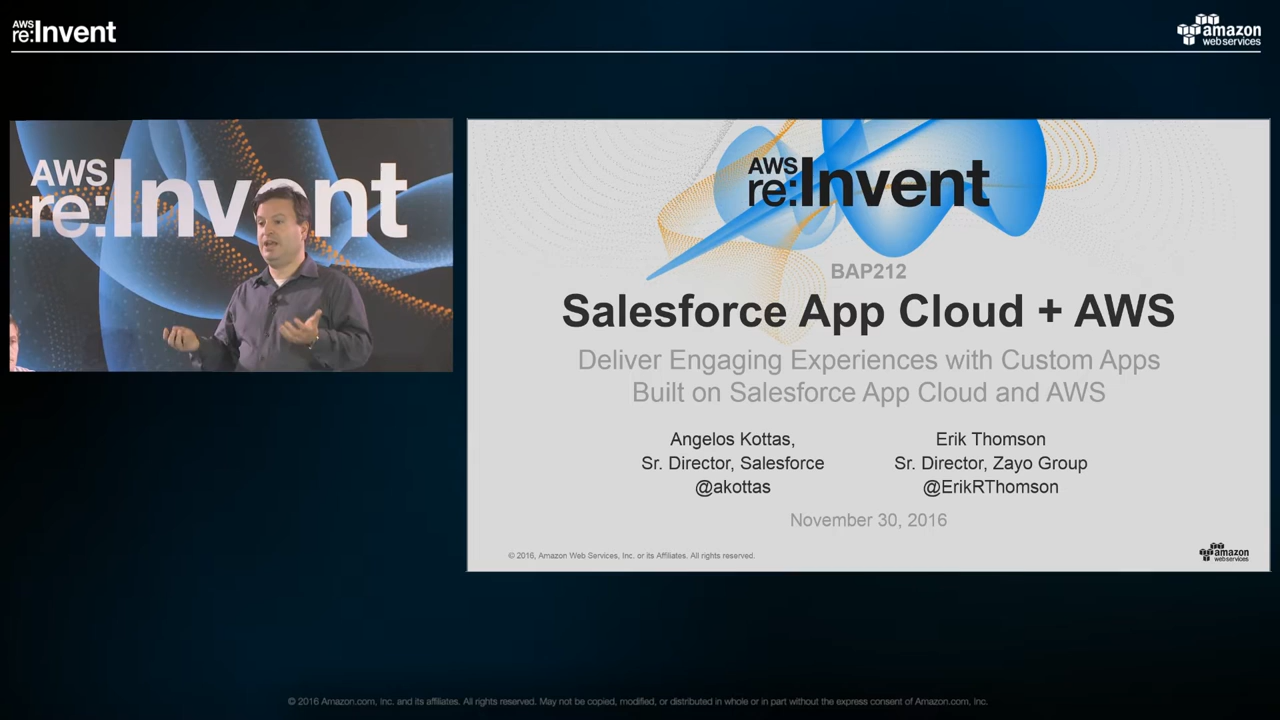 AWS
re:Invent
amazon
web services
AWS
re:Invent
AWS
re:Invent
BAP212
Salesforce App Cloud + AWS
Deliver Engaging Experiences with Custom Apps
Built on Salesforce App Cloud and AWS
Angelos Kottas,
Sr. Director, Salesforce
@akottas
Erik Thomson
Sr. Director, Zayo Group
@ErikRThomson
November 30, 2016
© 2016, Amazon Web Services, Inc. or its Affiliates. All rights reserved.
amazon
web services
© 2016 Amazon.com, Inc. and its affiliates. All rights reserved. May not be copied, modified, or distributed in whole or in part without the express consent of Amazon.com, Inc.